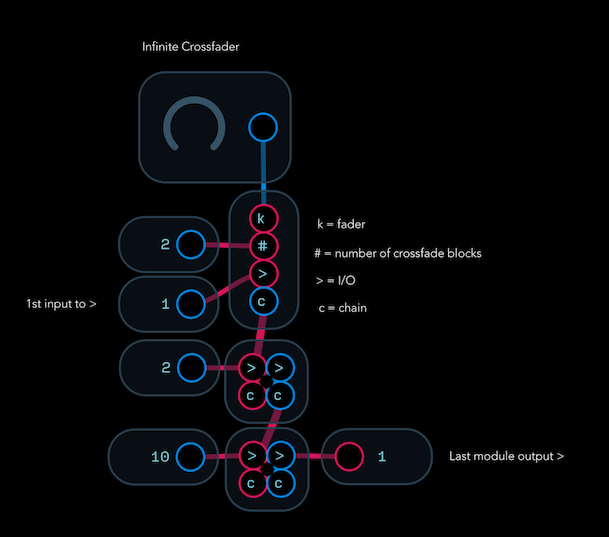 Infinite Crossfader
k
k = fader
2
#
# = number of crossfade blocks
>
> = I/O
1st input to >
1
c
c = chain
2
> >
c c
10
> >
1
Last module output >
c c